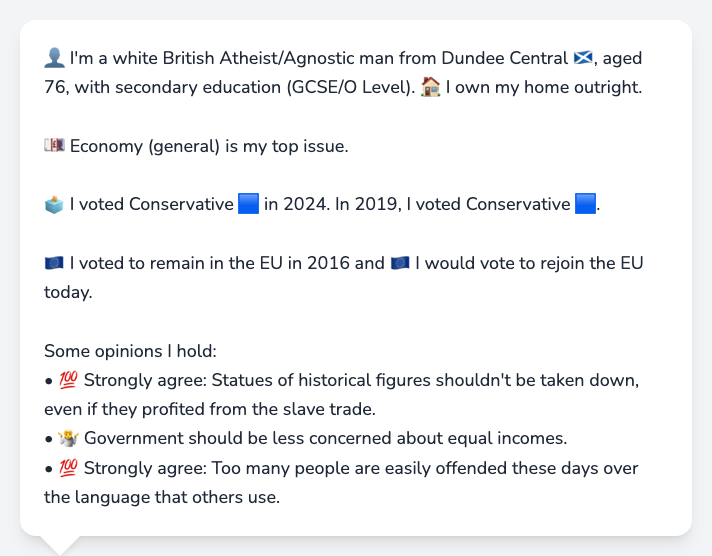 👤 I'm a white British Atheist/Agnostic man from Dundee Central 🏴󠁧󠁢󠁳󠁣󠁴󠁿, aged
76, with secondary education (GCSE/O Level). 🏠 I own my home outright.
💷 Economy (general) is my top issue.
🗳️ I voted Conservative 🟦 in 2024. In 2019, I voted Conservative 🟦.
🇪🇺 I voted to remain in the EU in 2016 and 🇪🇺 I would vote to rejoin the EU
today.
Some opinions I hold:
• 💯 Strongly agree: Statues of historical figures shouldn't be taken down,
even if they profited from the slave trade.
• 🤷 Government should be less concerned about equal incomes.
• 💯 Strongly agree: Too many people are easily offended these days over
the language that others use.